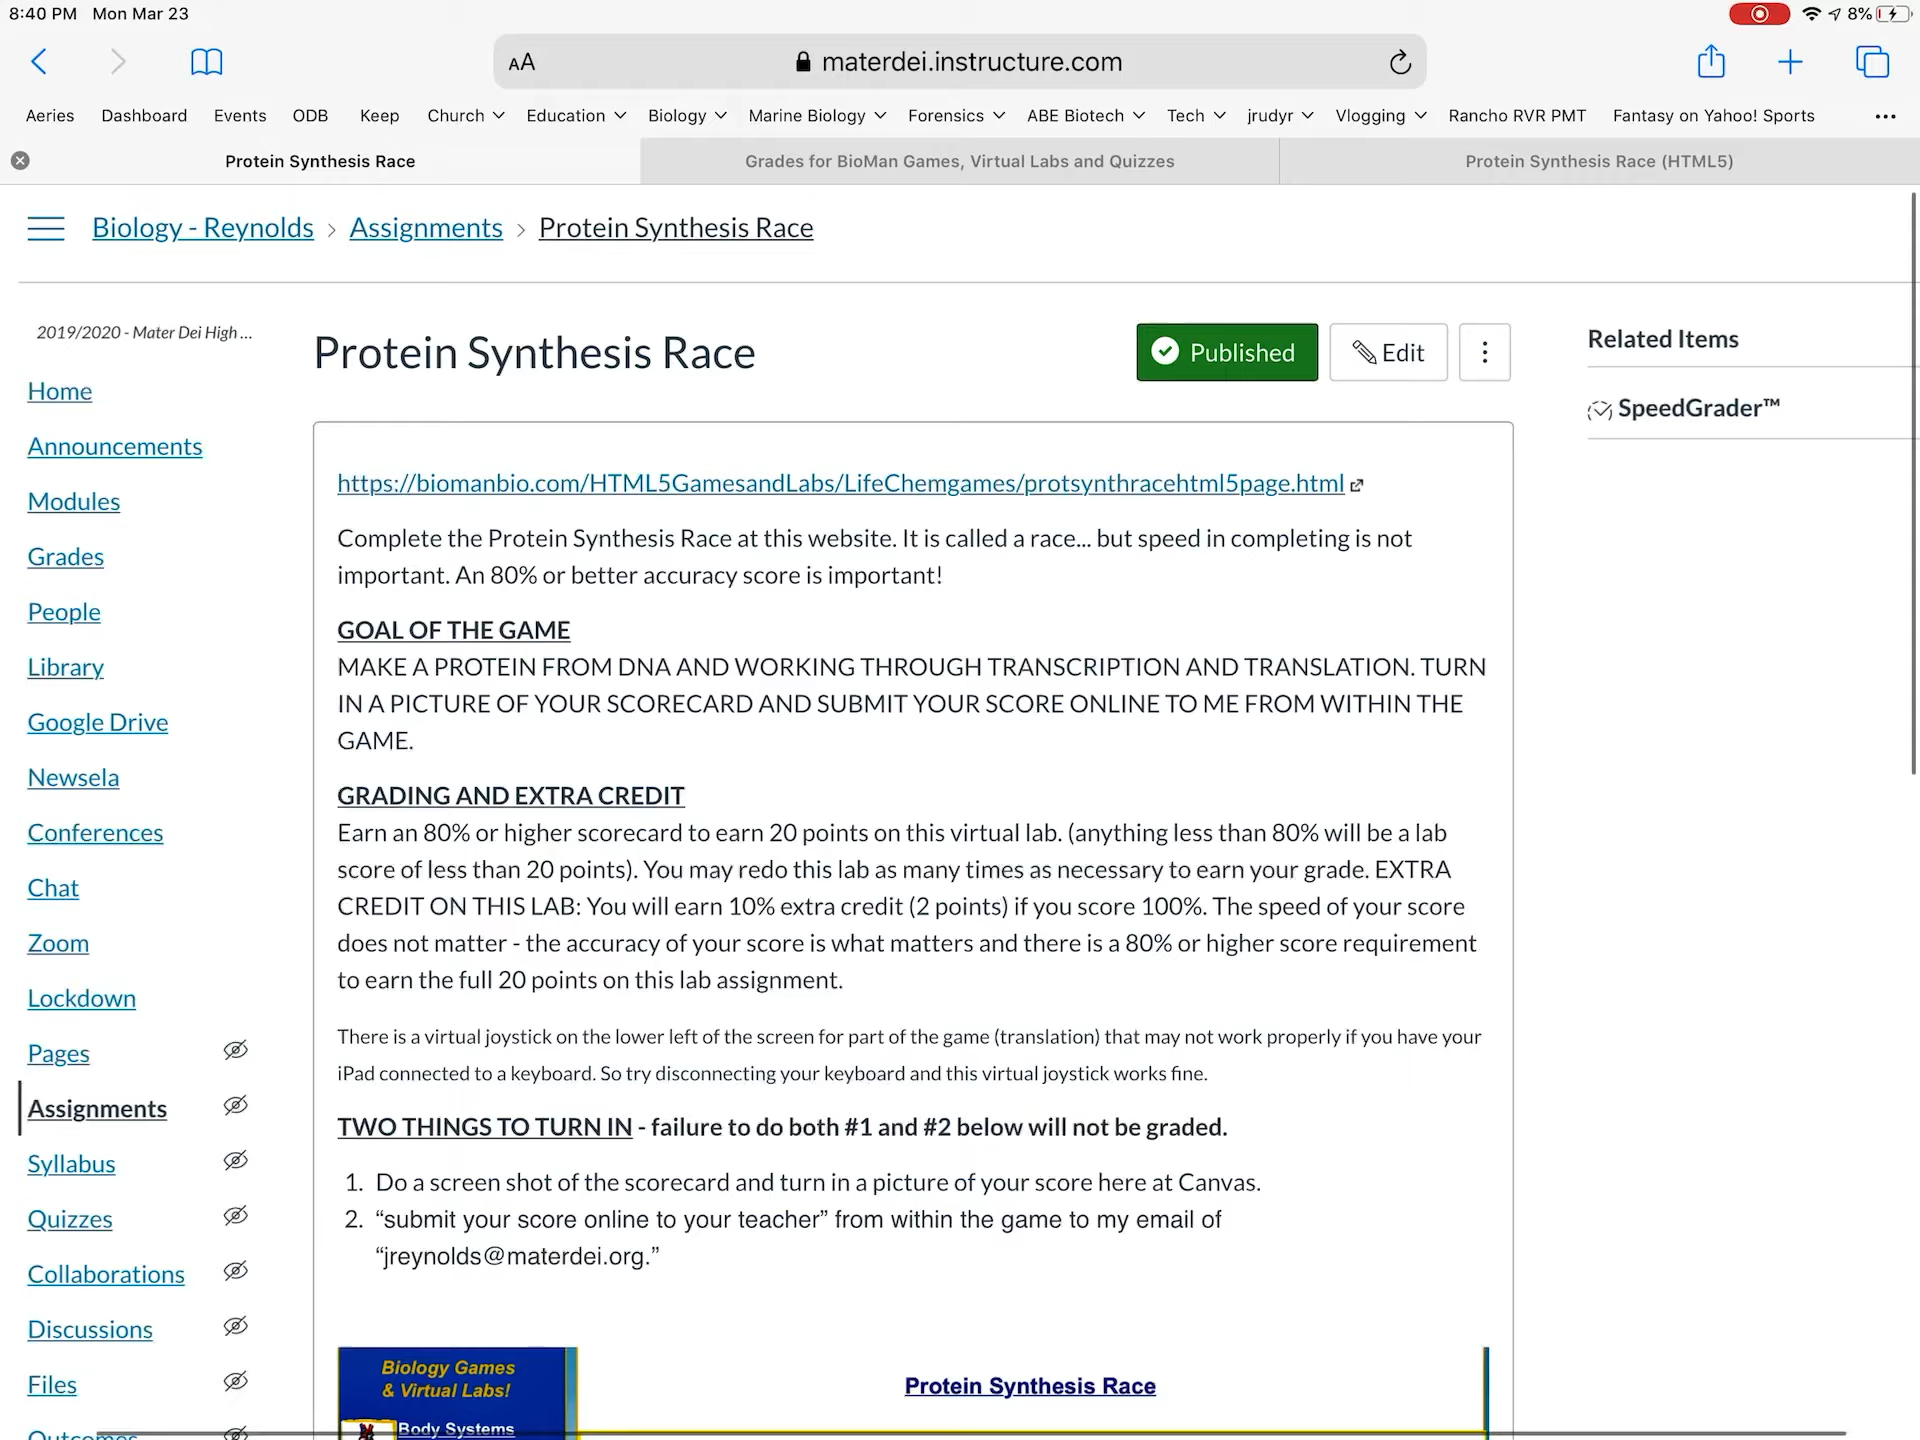 8:40 PM Mon Mar 23
8%
AA materdei.instructure.com
Aeries Dashboard Events ODB Keep Church Education Biology Marine Biology Forensics ABE Biotech Tech jrudyr Vlogging Rancho RVR PMT Fantasy on Yahoo! Sports
Protein Synthesis Race Grades for BioMan Games, Virtual Labs and Quizzes Protein Synthesis Race (HTML5)
Biology - Reynolds > Assignments > Protein Synthesis Race
2019/2020 - Mater Dei High ...
Home
Announcements
Modules
Grades
People
Library
Google Drive
Newsela
Conferences
Chat
Zoom
Lockdown
Pages
Assignments
Syllabus
Quizzes
Collaborations
Discussions
Files
Outcomes
Protein Synthesis Race
Published
Edit
https://biomanbio.com/HTML5GamesandLabs/LifeChemgames/protsynthracehtml5page.html
Complete the Protein Synthesis Race at this website. It is called a race... but speed in completing is not
important. An 80% or better accuracy score is important!
GOAL OF THE GAME
MAKE A PROTEIN FROM DNA AND WORKING THROUGH TRANSCRIPTION AND TRANSLATION. TURN
IN A PICTURE OF YOUR SCORECARD AND SUBMIT YOUR SCORE ONLINE TO ME FROM WITHIN THE
GAME.
GRADING AND EXTRA CREDIT
Earn an 80% or higher scorecard to earn 20 points on this virtual lab. (anything less than 80% will be a lab
score of less than 20 points). You may redo this lab as many times as necessary to earn your grade. EXTRA
CREDIT ON THIS LAB: You will earn 10% extra credit (2 points) if you score 100%. The speed of your score
does not matter - the accuracy of your score is what matters and there is a 80% or higher score requirement
to earn the full 20 points on this lab assignment.
There is a virtual joystick on the lower left of the screen for part of the game (translation) that may not work properly if you have your
iPad connected to a keyboard. So try disconnecting your keyboard and this virtual joystick works fine.
TWO THINGS TO TURN IN - failure to do both #1 and #2 below will not be graded.
1. Do a screen shot of the scorecard and turn in a picture of your score here at Canvas.
2. “submit your score online to your teacher” from within the game to my email of
“jreynolds@materdei.org.”
Biology Games
& Virtual Labs!
Body Systems
Protein Synthesis Race
Related Items
SpeedGrader™